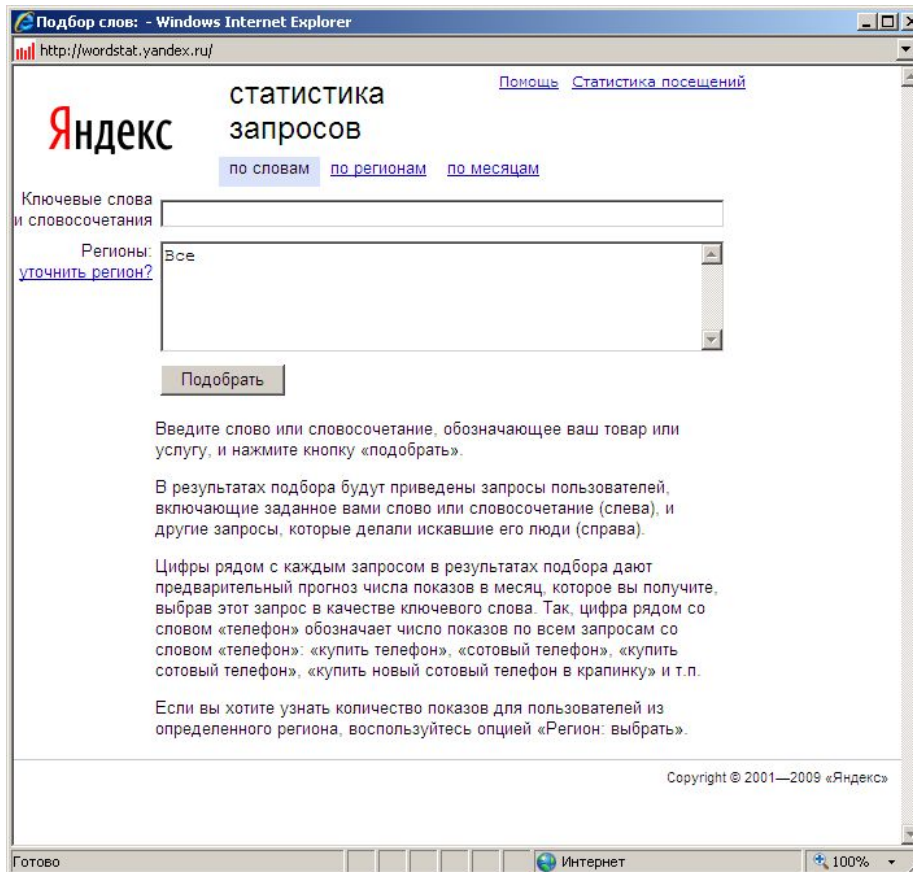 Подбор слов: - Windows Internet Explorer
http://wordstat.yandex.ru/
Яндекс
статистика
запросов
Помощь Статистика посещений
по словам по регионам по месяцам
Ключевые слова
и словосочетания
Регионы:
уточнить регион?
Все
Подобрать
Введите слово или словосочетание, обозначающее ваш товар или
услугу, и нажмите кнопку «подобрать».
В результатах подбора будут приведены запросы пользователей,
включающие заданное вами слово или словосочетание (слева), и
другие запросы, которые делали искавшие его люди (справа).
Цифры рядом с каждым запросом в результатах подбора дают
предварительный прогноз числа показов в месяц, которое вы получите,
выбрав этот запрос в качестве ключевого слова. Так, цифра рядом со
словом «телефон» обозначает число показов по всем запросам со
словом «телефон»: «купить телефон», «сотовый телефон», «купить
сотовый телефон», «купить новый сотовый телефон в крапинку» и т.п.
Если вы хотите узнать количество показов для пользователей из
определенного региона, воспользуйтесь опцией «Регион: выбрать».
Copyright © 2001—2009 «Яндекс»
Готово Интернет 100%